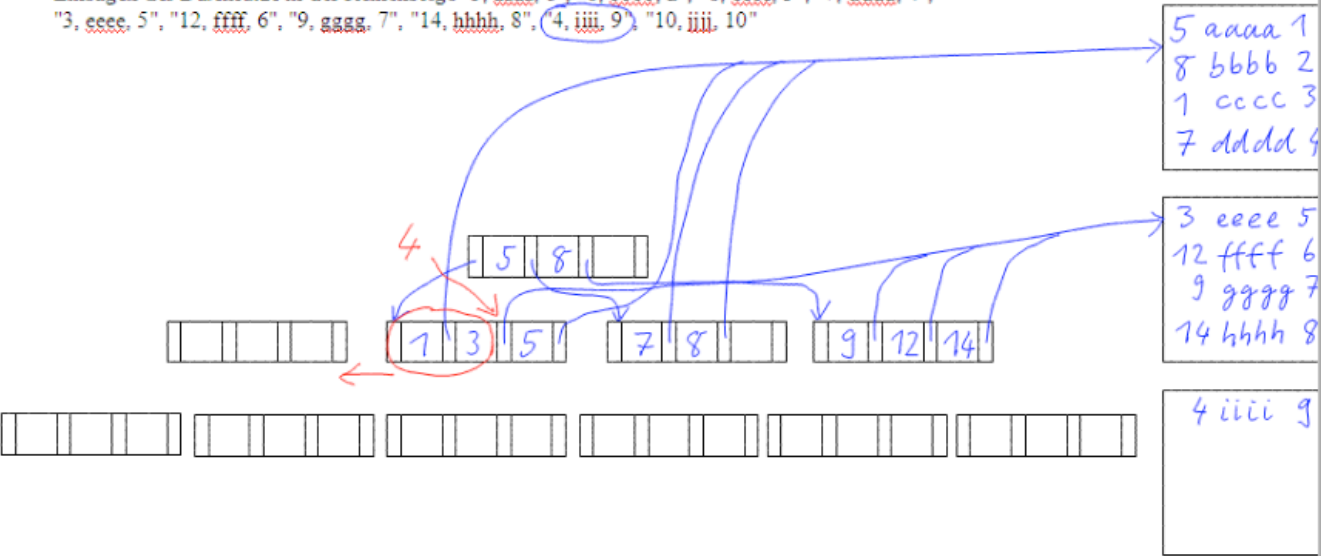 "3, eeee, 5", "12, ffff, 6", "9, gggg, 7", "14, hhhh, 8", "4, iiii, 9", "10, jjjj, 10"
5 aaaa 1
8 bbbb 2
1 cccc 3
7 dddd 4
3 eeee 5
12 ffff 6
9 gggg 7
14 hhhh 8
4
5 8
1 3 5 7 8 9 12 14
4 iiii 9